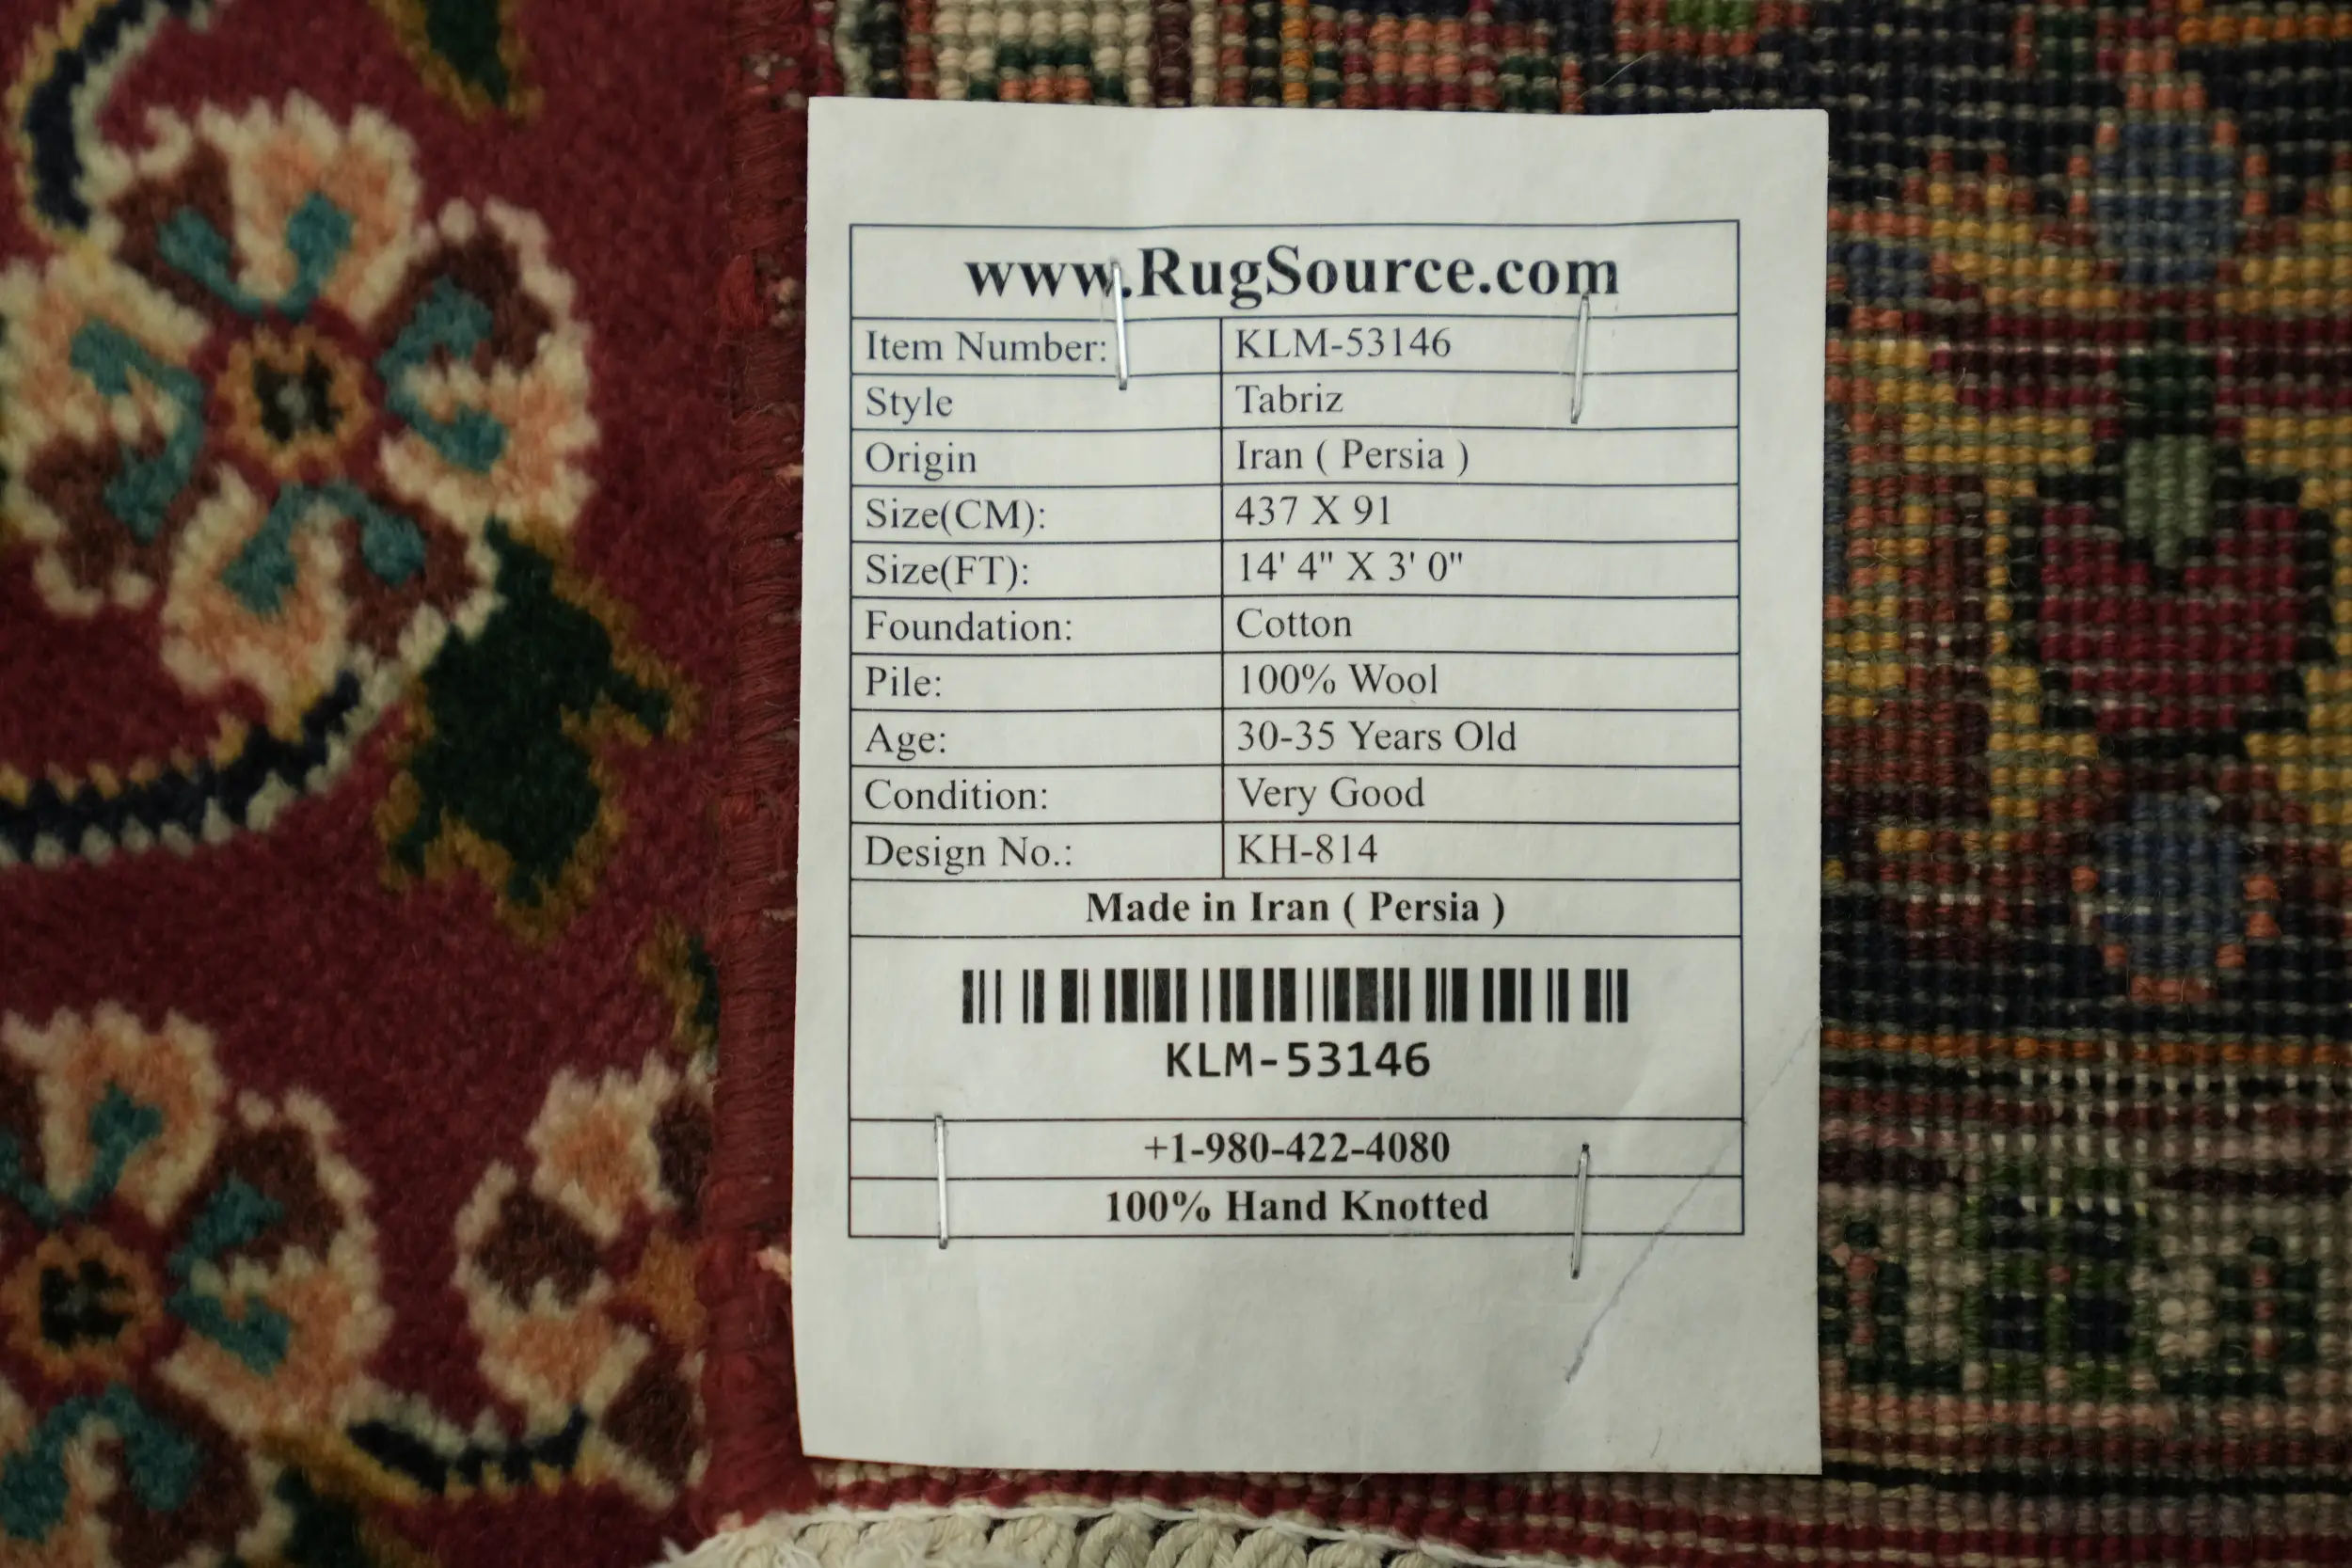 www.RugSource.com
Item Number: KLM-53146
Style Tabriz
Origin Iran ( Persia )
Size(CM): 437 X 91
Size(FT): 14' 4" X 3' 0"
Foundation: Cotton
Pile: 100% Wool
Age: 30-35 Years Old
Condition: Very Good
Design No.: KH-814
Made in Iran ( Persia )
KLM-53146
+1-980-422-4080
100% Hand Knotted